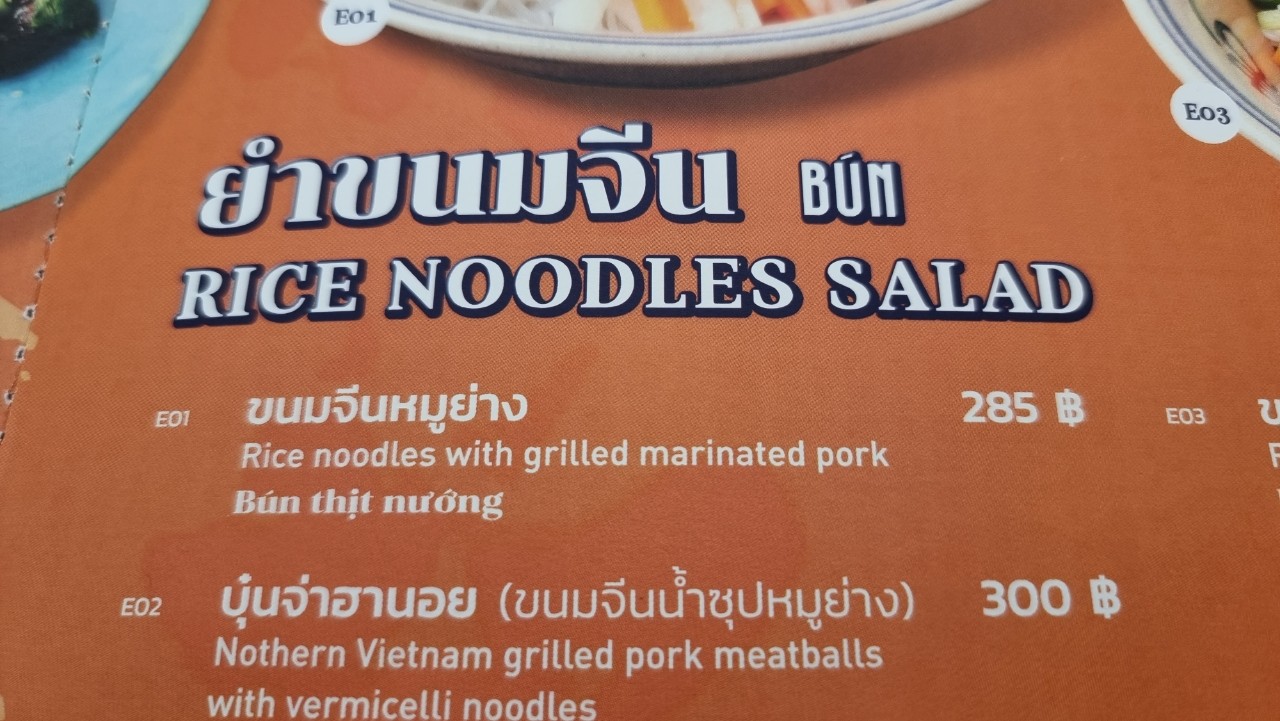 E01
E03
ยำขนมจีน BÚN
RICE NOODLES SALAD
E01 ขนมจีนหมูย่าง 285 ฿
Rice noodles with grilled marinated pork
Bún thịt nướng
E03
E02 บุ๋นจ่าฮานอย (ขนมจีนน้ำซุปหมูย่าง) 300 ฿
Nothern Vietnam grilled pork meatballs
with vermicelli noodles